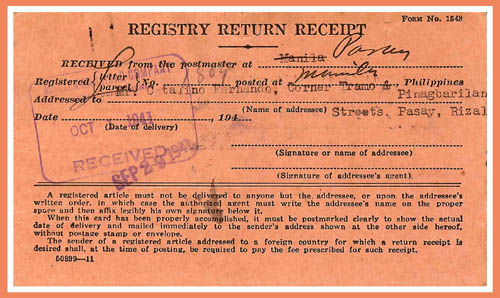 FORM No. 1548
REGISTRY RETURN RECEIPT
RECEIVED from the postmaster at Manila Pasay
Registered letter parcel No. posted at Manila, Philippines
Addressed to Mr. Catalino Hernando, Corner Tramo & Pinagbarilan
(Name of addressee) Streets, Pasay, Rizal
Date, 194
(Date of delivery)
COMPANY
OCT 1941
RECEIVED
SEP 29 1941
(Signature or name of addressee)
(Signature of addressee's agent)
A registered article must not be delivered to anyone but the addressee, or upon the addressee's
written order, in which case the authorized agent must write the addressee's name on the proper
space and then affix legibly his own signature below it.
When this card has been properly accomplished, it must be postmarked clearly to show the actual
date of delivery and mailed immediately to the sender's address shown at the other side hereof,
without postage stamp or envelope.
The sender of a registered article addressed to a foreign country for which a return receipt is
desired shall, at the time of posting, be required to pay the fee prescribed for such receipt.
50899—11